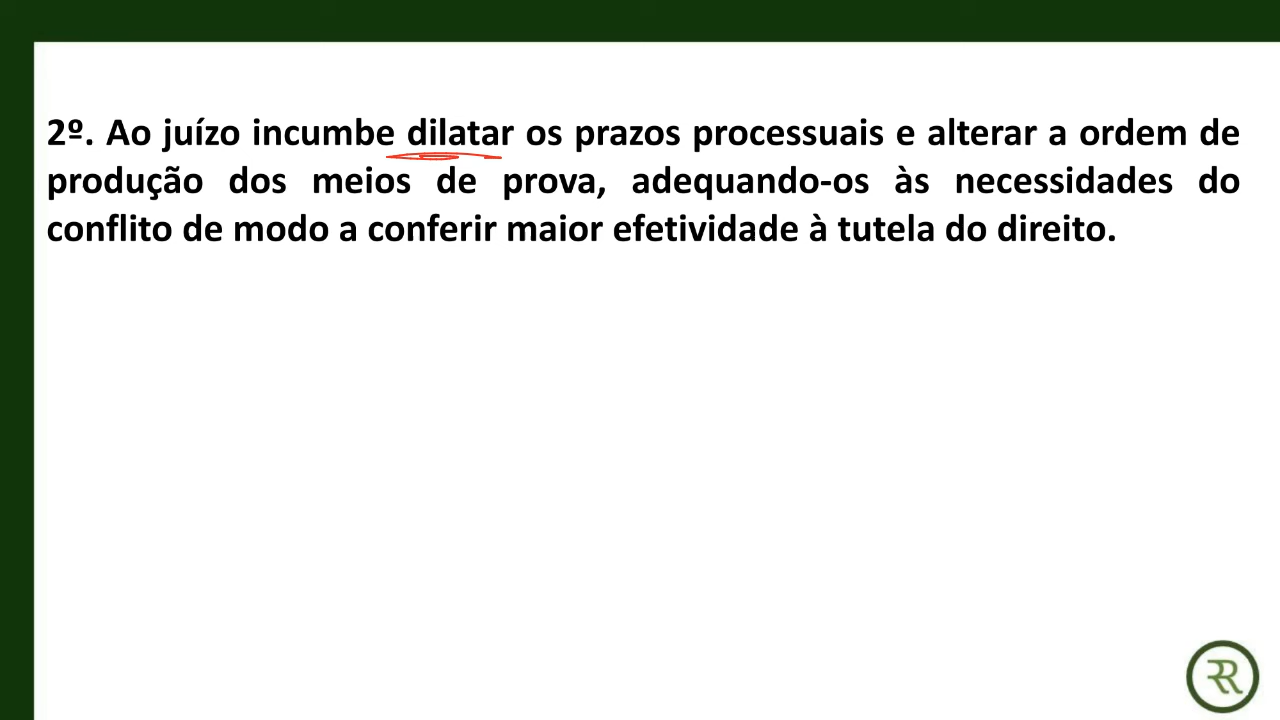 2º. Ao juízo incumbe dilatar os prazos processuais e alterar a ordem de
produção dos meios de prova, adequando-os às necessidades do
conflito de modo a conferir maior efetividade à tutela do direito.